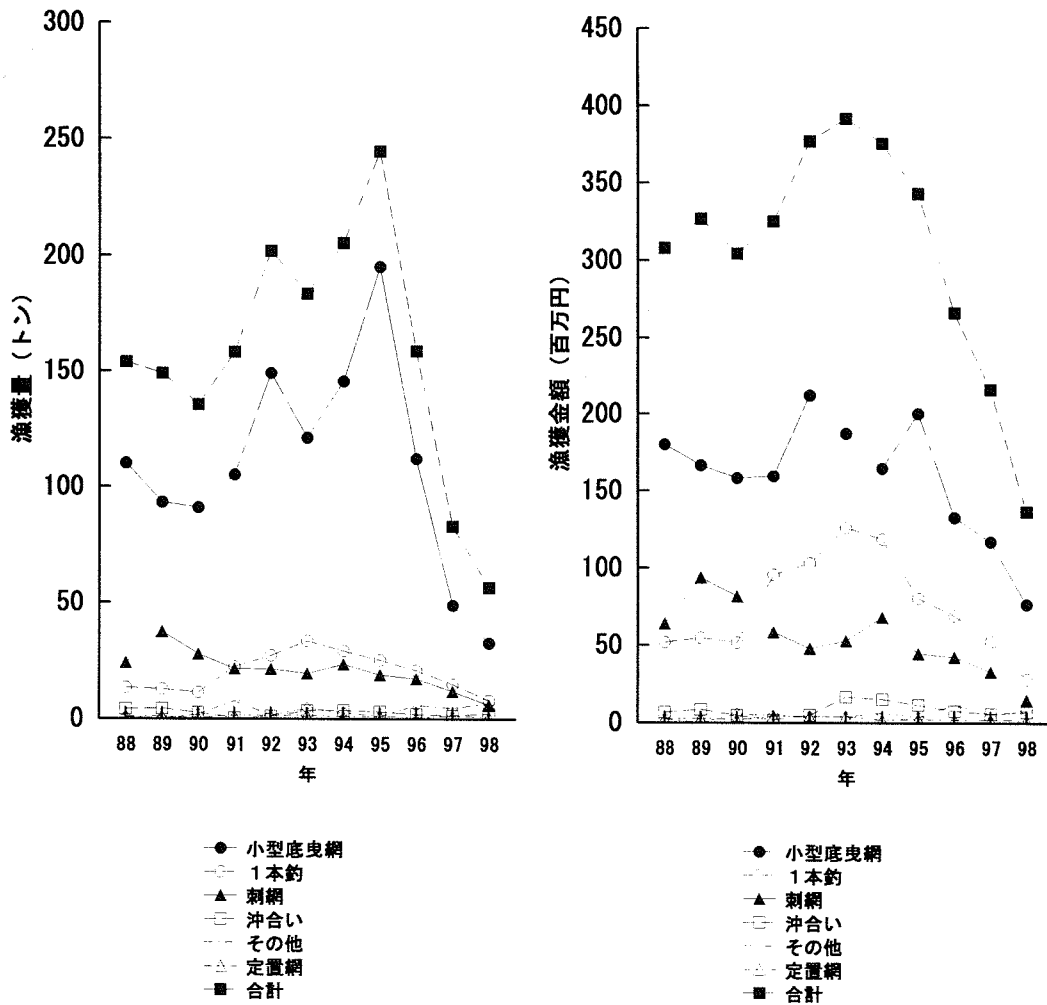 300
250
200
150
100
50
0
漁獲量（トン）
88 89 90 91 92 93 94 95 96 97 98
年
小型底曳網
１本釣
刺網
沖合い
その他
定置網
合計
450
400
350
300
250
200
150
100
50
0
漁獲金額（百万円）
88 89 90 91 92 93 94 95 96 97 98
年
小型底曳網
１本釣
刺網
沖合い
その他
定置網
合計